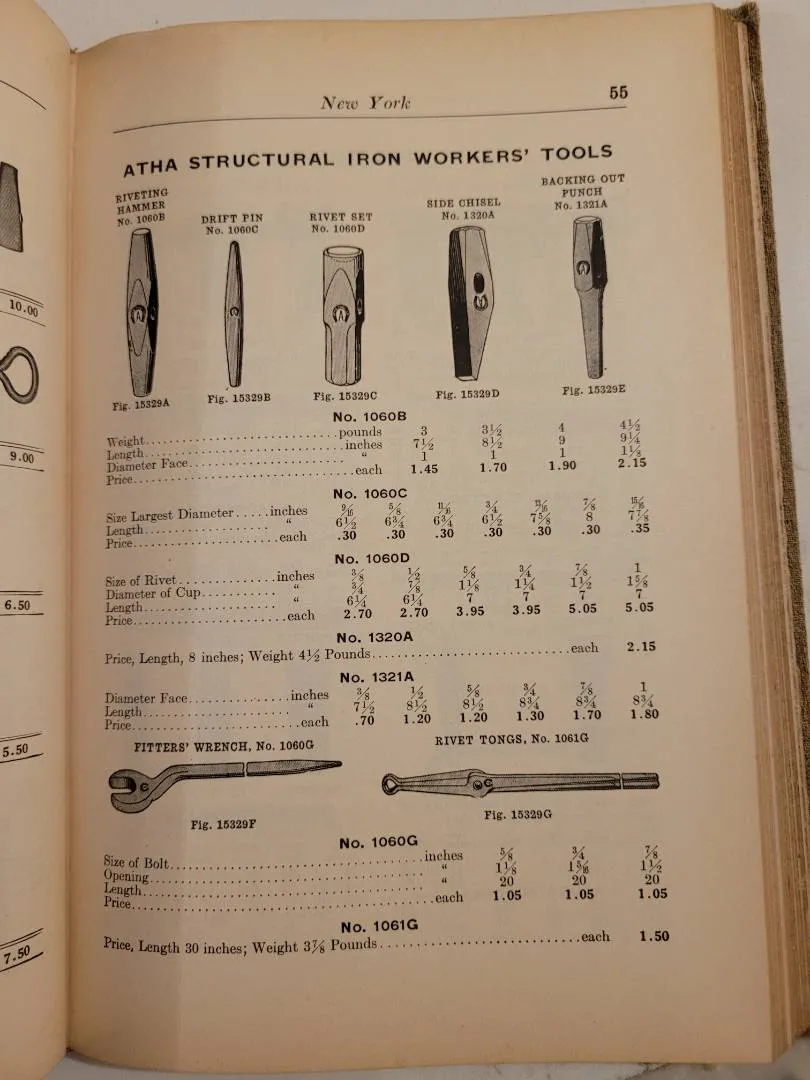 New York
55
ATHA STRUCTURAL IRON WORKERS' TOOLS
RIVETING
HAMMER
No. 1060B
DRIFT PIN
No. 1060C
RIVET SET
No. 1060D
SIDE CHISEL
No. 1320A
BACKING OUT
PUNCH
No. 1321A
Fig. 15329A
Fig. 15329B
Fig. 15329C
Fig. 15329D
Fig. 15329E
No. 1060B
Weight pounds 3 3½ 4 4½
Length inches 7½ 8½ 9 9¼
Diameter Face " 1 1 1 1⅛
Price each 1.45 1.70 1.90 2.15
No. 1060C
Size Largest Diameter inches 9/16 ⅝ 11/16 ¾ 13/16 ⅞ 15/16
Length " 6½ 6¾ 6¾ 6½ 7⅝ 8 7⅞
Price each .30 .30 .30 .30 .30 .30 .35
No. 1060D
Size of Rivet inches ⅜ ½ ⅝ ¾ ⅞ 1
Diameter of Cup " ¾ ⅞ 1⅛ 1¼ 1½ 1⅝
Length " 6¼ 6¼ 7 7 7 7
Price each 2.70 2.70 3.95 3.95 5.05 5.05
No. 1320A
Price, Length, 8 inches; Weight 4½ Pounds each 2.15
No. 1321A
Diameter Face inches ⅜ ½ ⅝ ¾ ⅞ 1
Length " 7½ 8½ 8½ 8¾ 8¾ 8¾
Price each .70 1.20 1.20 1.30 1.70 1.80
FITTERS' WRENCH, No. 1060G
RIVET TONGS, No. 1061G
Fig. 15329F
Fig. 15329G
No. 1060G
Size of Bolt inches ⅝ ¾ ⅞
Opening " 1⅛ 1 5/16 1½
Length " 20 20 20
Price each 1.05 1.05 1.05
No. 1061G
Price, Length 30 inches; Weight 3⅞ Pounds each 1.50
10.00
9.00
6.50
5.50
7.50